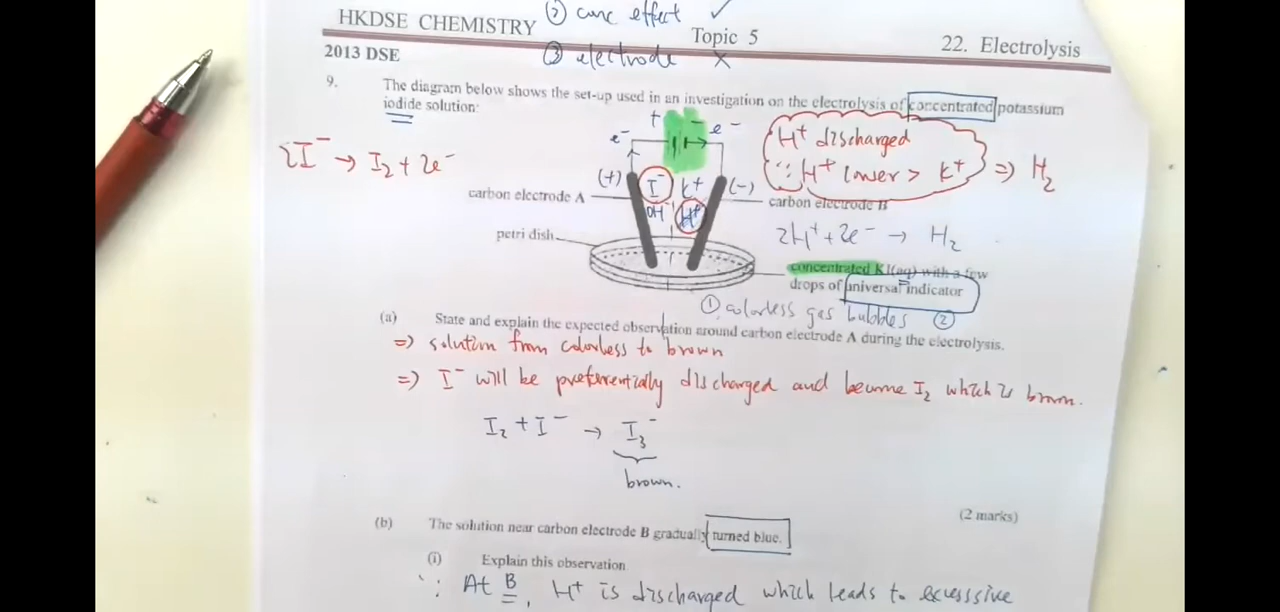 ② conc effect ✓
HKDSE CHEMISTRY Topic 5 22. Electrolysis
2013 DSE ③ electrode ×
9. The diagram below shows the set-up used in an investigation on the electrolysis of concentrated potassium
iodide solution:
+ −
e⁻ e⁻
2I⁻ → I₂ + 2e⁻
H⁺ discharged
∵ H⁺ lower > K⁺ ⇒ H₂
(+) I⁻ K⁺ (−)
carbon electrode A carbon electrode B
OH⁻ H⁺
petri dish 2H⁺ + 2e⁻ → H₂
concentrated KI(aq) with a few
drops of universal indicator
① colorless gas bubbles ②
(a) State and explain the expected observation around carbon electrode A during the electrolysis.
⇒ solution from colorless to brown
⇒ I⁻ will be preferentially discharged and become I₂ which is brown.
I₂ + I⁻ → I₃⁻
brown.
(2 marks)
(b) The solution near carbon electrode B gradually turned blue.
(i) Explain this observation
∵ At B, H⁺ is discharged which leads to excesssive